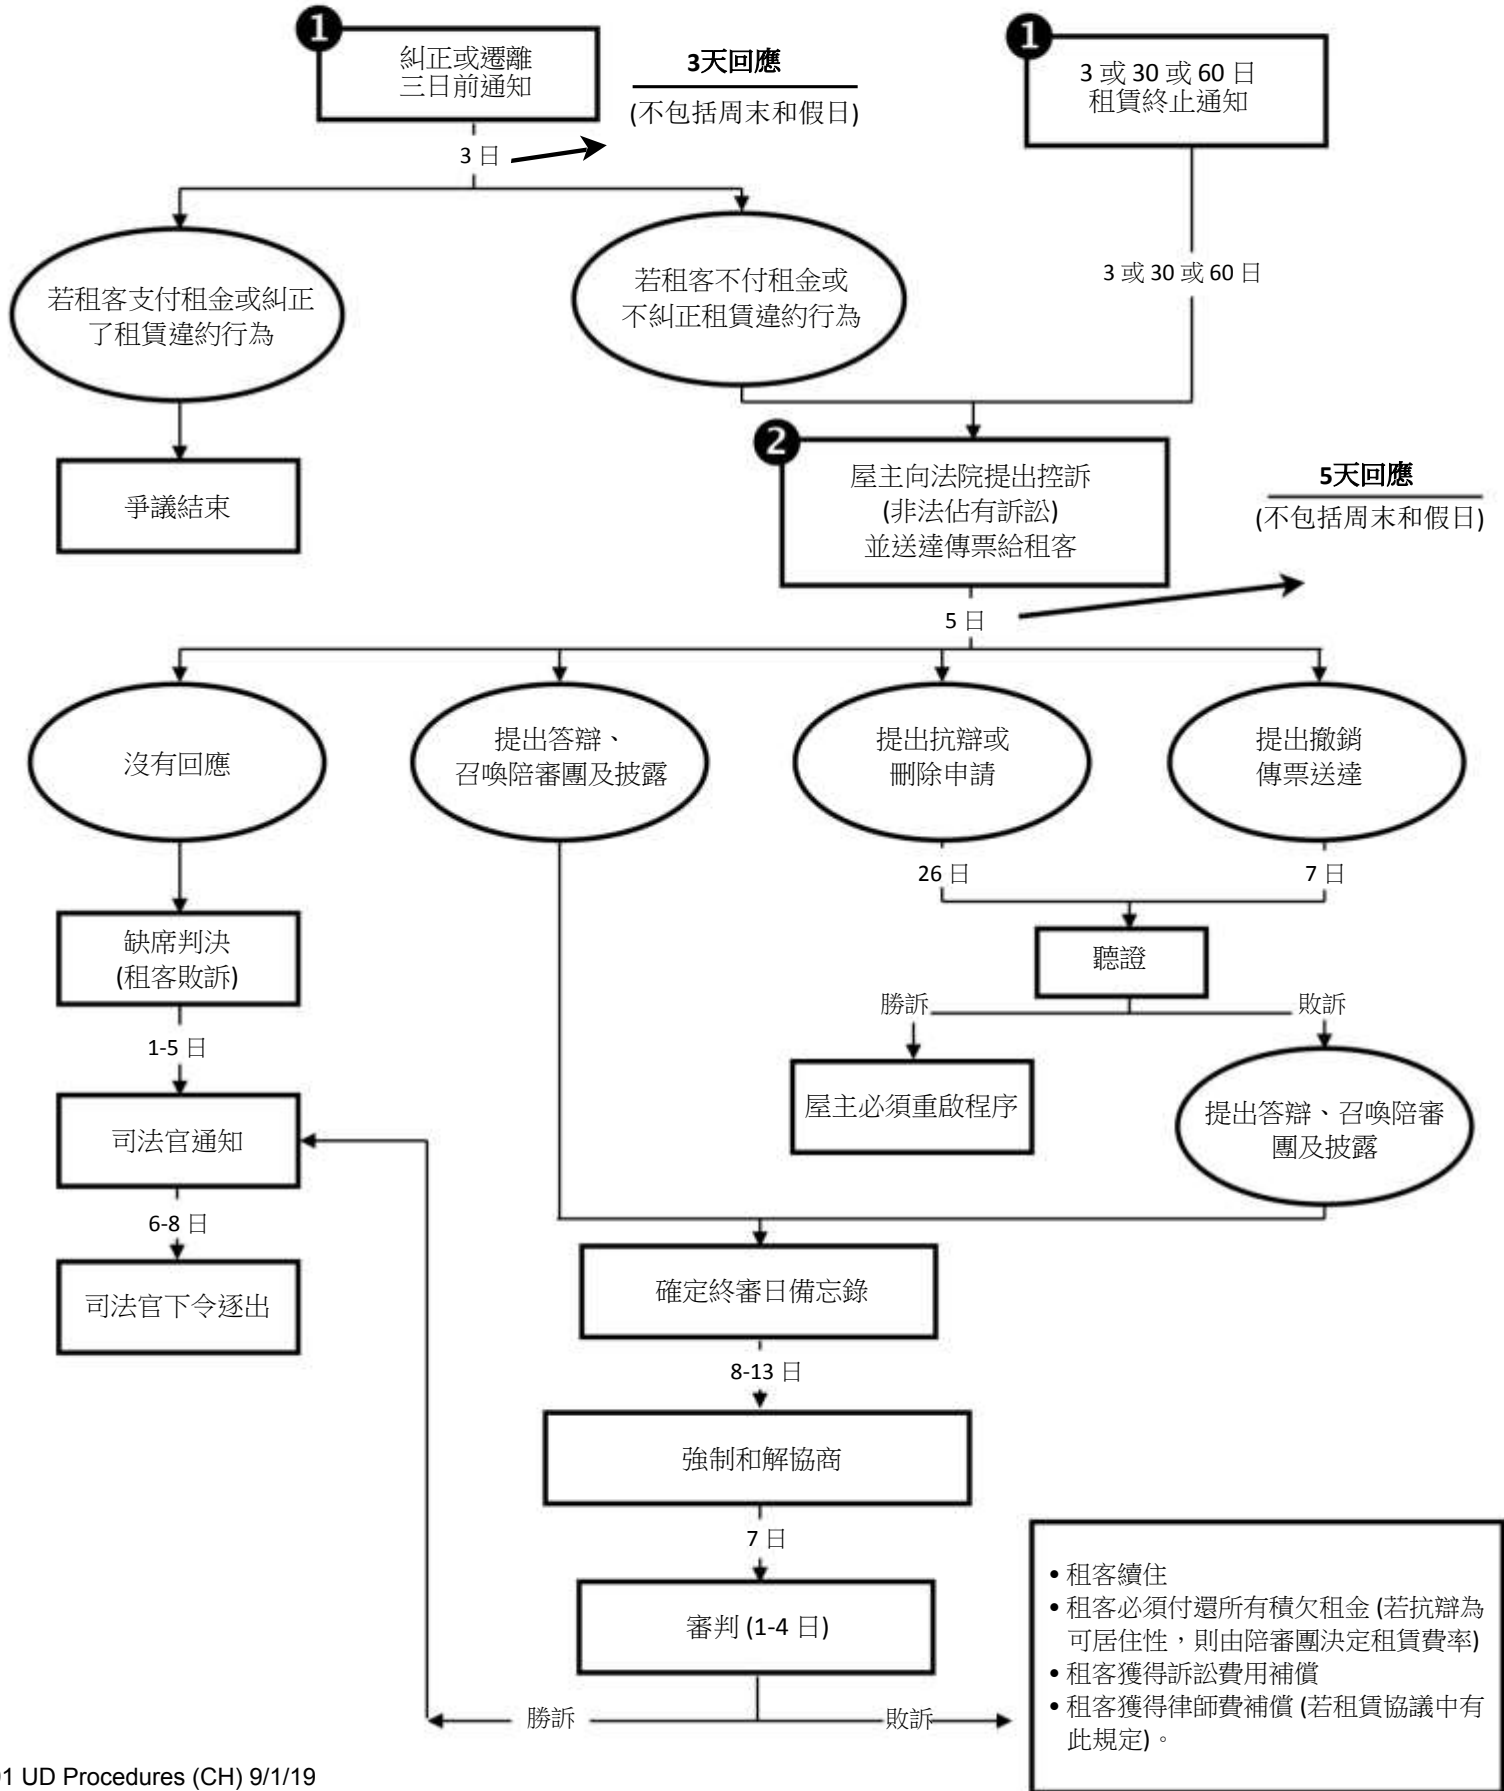 1
糾正或遷離
三日前通知
3天回應
(不包括周末和假日)
1
3 或 30 或 60 日
租賃終止通知
3 日
3 或 30 或 60 日
若租客支付租金或糾正
了租賃違約行為
若租客不付租金或
不糾正租賃違約行為
爭議結束
2
屋主向法院提出控訴
(非法佔有訴訟)
並送達傳票給租客
5天回應
(不包括周末和假日)
5 日
沒有回應
提出答辯、
召喚陪審團及披露
提出抗辯或
刪除申請
提出撤銷
傳票送達
26 日
7 日
缺席判決
(租客敗訴)
聽證
勝訴
敗訴
1-5 日
屋主必須重啟程序
提出答辯、召喚陪審
團及披露
司法官通知
6-8 日
司法官下令逐出
確定終審日備忘錄
8-13 日
強制和解協商
7 日
審判 (1-4 日)
勝訴
敗訴
• 租客續住
• 租客必須付還所有積欠租金 (若抗辯為
可居住性，則由陪審團決定租賃費率)
• 租客獲得訴訟費用補償
• 租客獲得律師費補償 (若租賃協議中有
此規定)。
1 UD Procedures (CH) 9/1/19